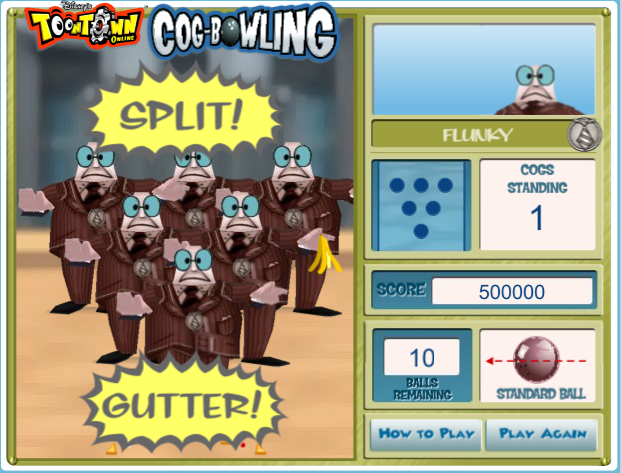 Disney's
TOONTOWN
ONLINE
COG-BOWLING
SPLIT!
GUTTER!
FLUNKY
COGS
STANDING
1
SCORE
500000
10
BALLS
REMAINING
STANDARD BALL
HOW TO PLAY
PLAY AGAIN